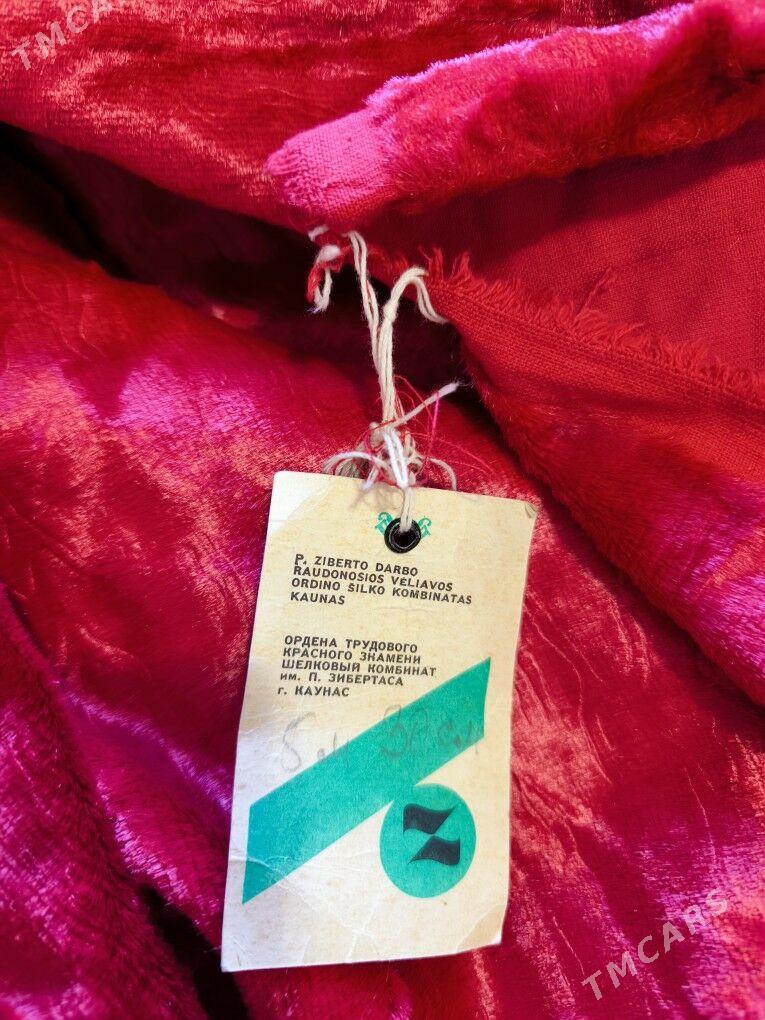 TMCARS
P. ZIBERTO DARBO
RAUDONOSIOS VĖLIAVOS
ORDINO ŠILKO KOMBINATAS
KAUNAS
ОРДЕНА ТРУДОВОГО
КРАСНОГО ЗНАМЕНИ
ШЕЛКОВЫЙ КОМБИНАТ
им. П. ЗИБЕРТАСА
г. КАУНАС
5 м
TMCARS